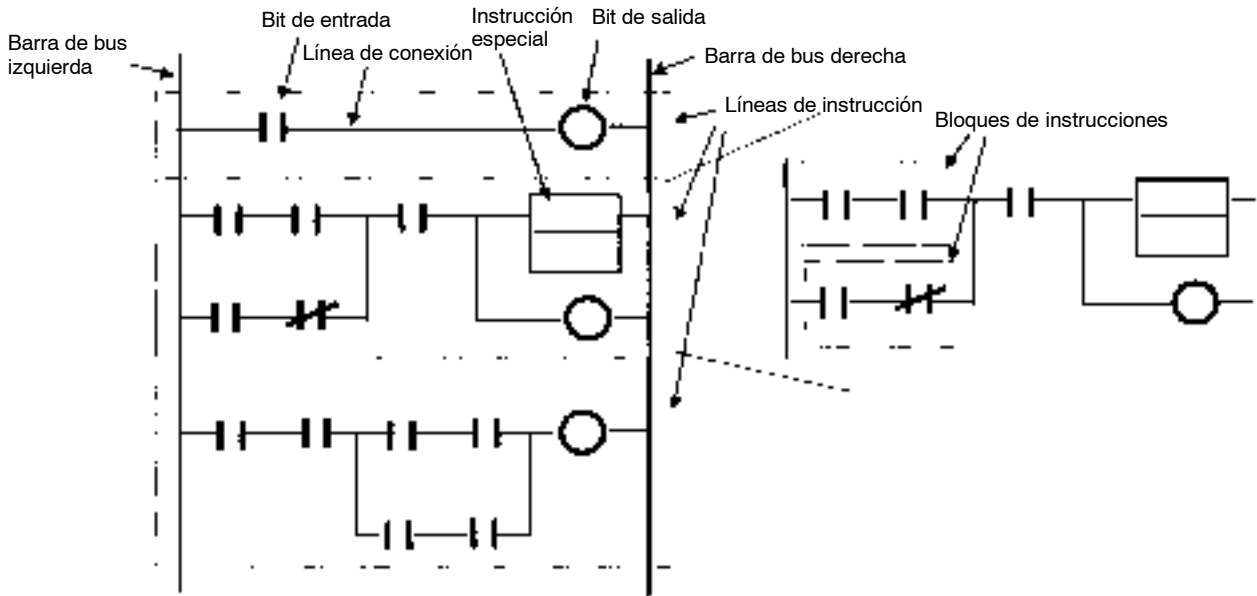 Bit de entrada
Instrucción
especial
Bit de salida
Barra de bus
izquierda
Línea de conexión
Barra de bus derecha
Líneas de instrucción
Bloques de instrucciones